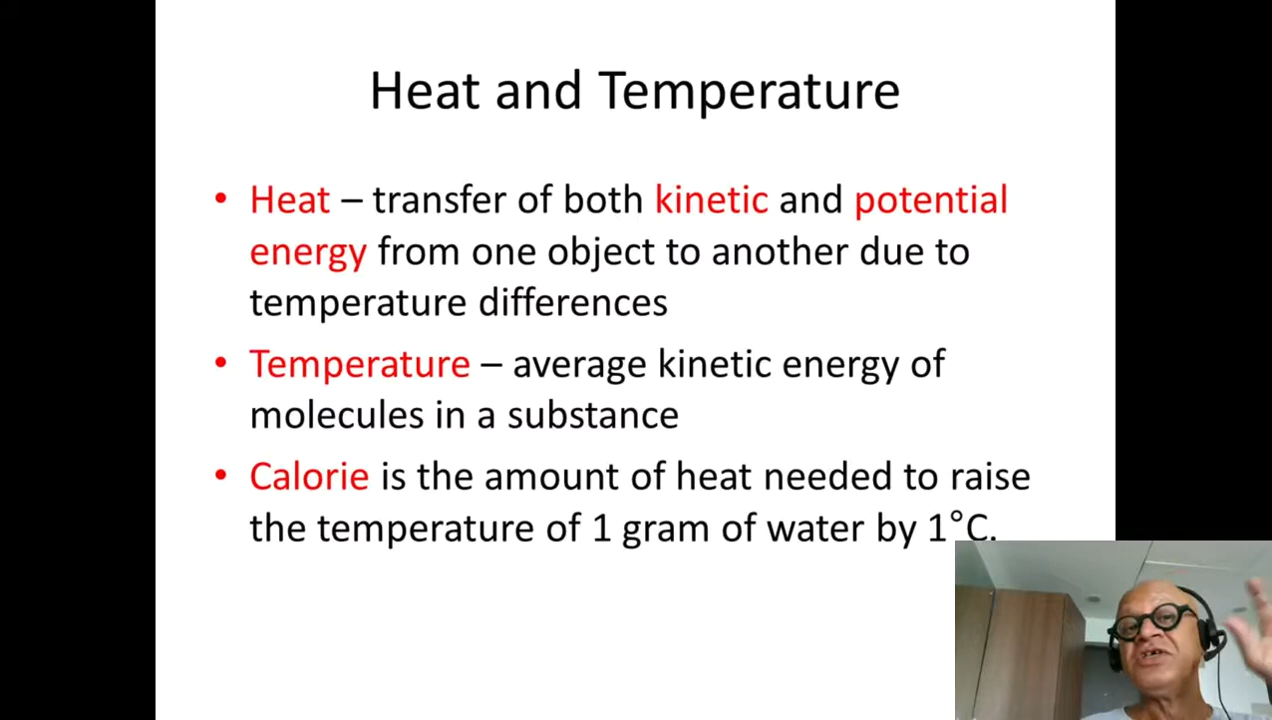 Heat and Temperature
• Heat – transfer of both kinetic and potential
energy from one object to another due to
temperature differences
• Temperature – average kinetic energy of
molecules in a substance
• Calorie is the amount of heat needed to raise
the temperature of 1 gram of water by 1°C.